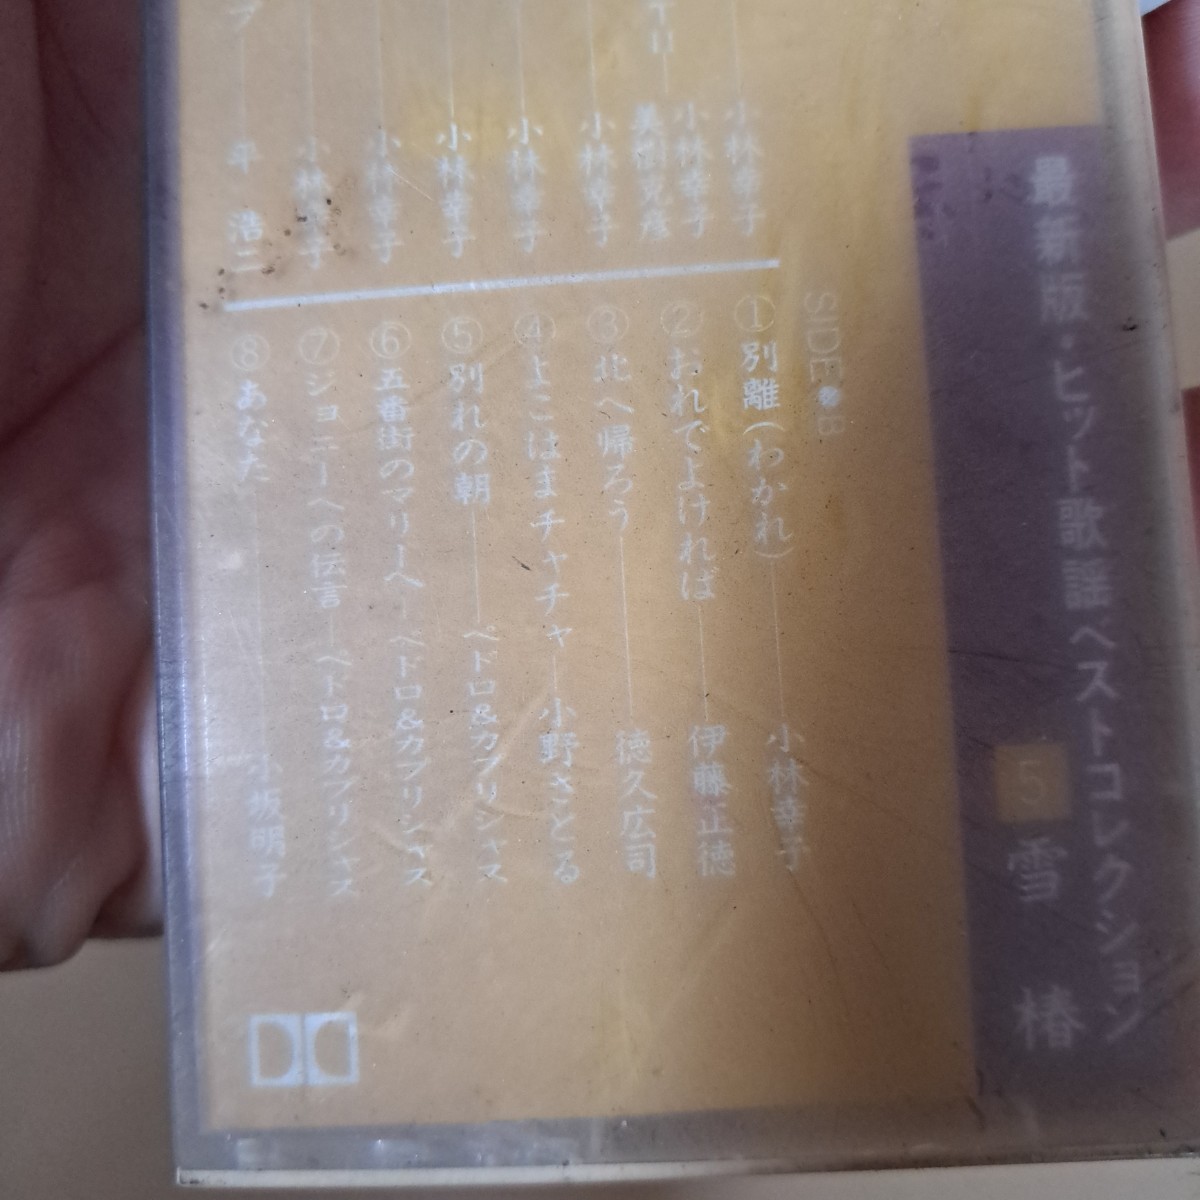 最新版・ヒット歌謡ベストコレクション
5 雪椿
小林幸子
小林幸子
美樹克彦
小林幸子
小林幸子
小林幸子
小林幸子
小林幸子
平 浩二
SIDE●B
①別離(わかれ)―小林幸子
②おれでよければ―伊藤正徳
③北へ帰ろう―徳久広司
④よこはまチャチャチャ―小野さとる
⑤別れの朝―ペドロ&カプリシャス
⑥五番街のマリーへ―ペドロ&カプリシャス
⑦ジョニーへの伝言―ペドロ&カプリシャス
⑧あなた―小坂明子